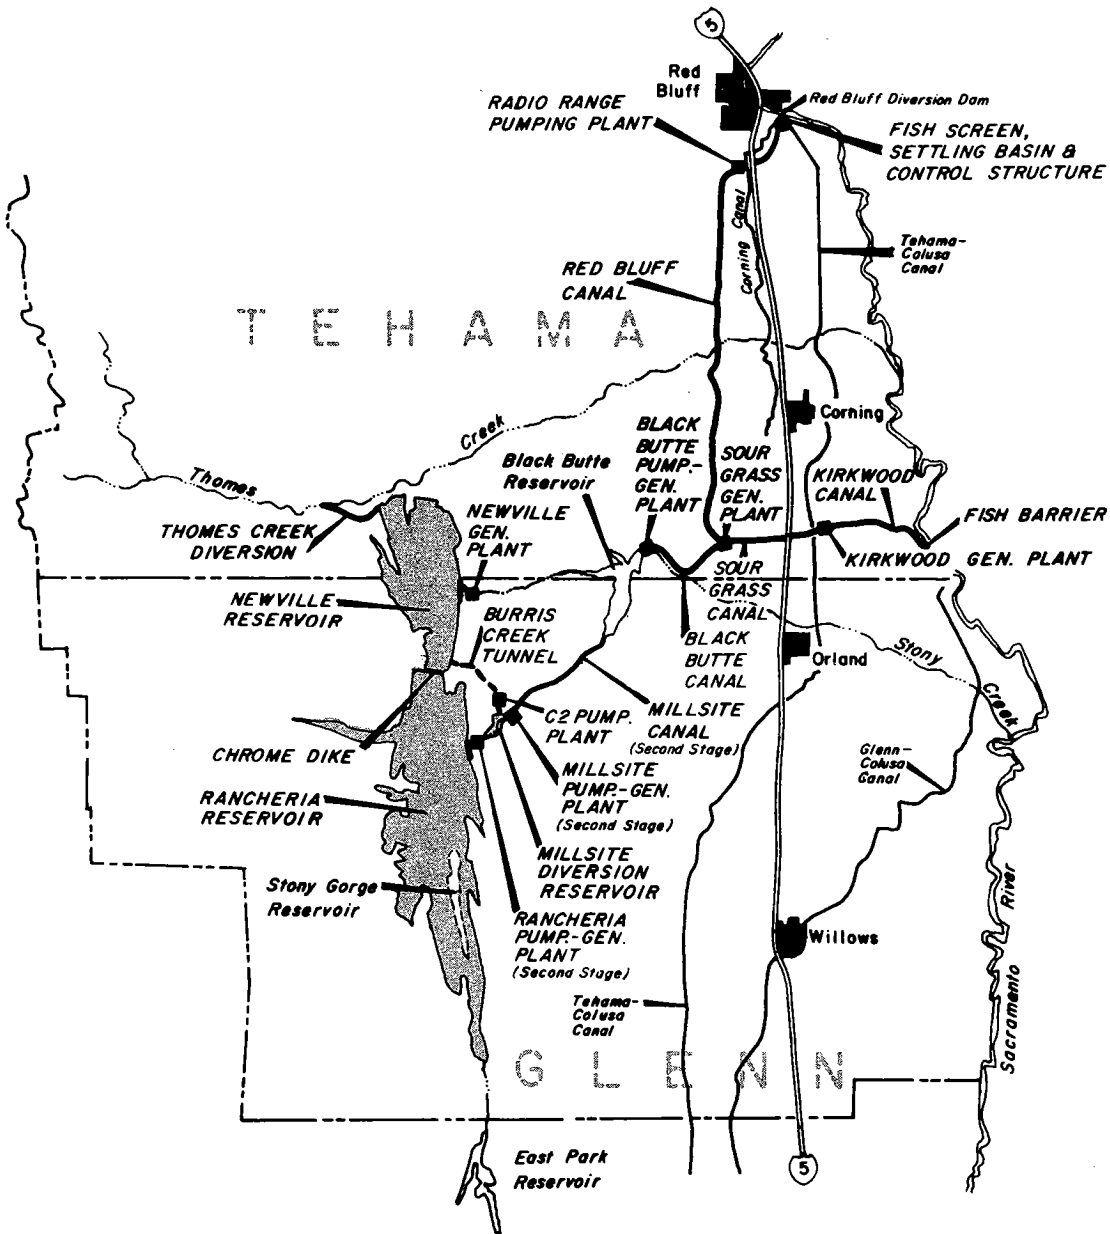 5
Red
Bluff
Red Bluff Diversion Dam
RADIO RANGE
PUMPING PLANT
FISH SCREEN,
SETTLING BASIN &
CONTROL STRUCTURE
Corning Canal
Tehama-
Colusa
Canal
RED BLUFF
CANAL
TEHAMA
Thomes
Creek
Corning
BLACK
BUTTE
PUMP.-
GEN.
PLANT
SOUR
GRASS
GEN.
PLANT
KIRKWOOD
CANAL
Black Butte
Reservoir
FISH BARRIER
THOMES CREEK
DIVERSION
NEWVILLE
GEN.
PLANT
KIRKWOOD GEN. PLANT
SOUR
GRASS
CANAL
NEWVILLE
RESERVOIR
BURRIS
CREEK
TUNNEL
BLACK
BUTTE
CANAL
Orland
Stony
Creek
CHROME DIKE
C2 PUMP.
PLANT
MILLSITE
CANAL
(Second Stage)
Glenn-
Colusa
Canal
RANCHERIA
RESERVOIR
MILLSITE
PUMP.-GEN.
PLANT
(Second Stage)
MILLSITE
DIVERSION
RESERVOIR
Stony Gorge
Reservoir
RANCHERIA
PUMP.-GEN.
PLANT
(Second Stage)
Willows
Sacramento River
Tehama-
Colusa
Canal
GLENN
East Park
Reservoir
5